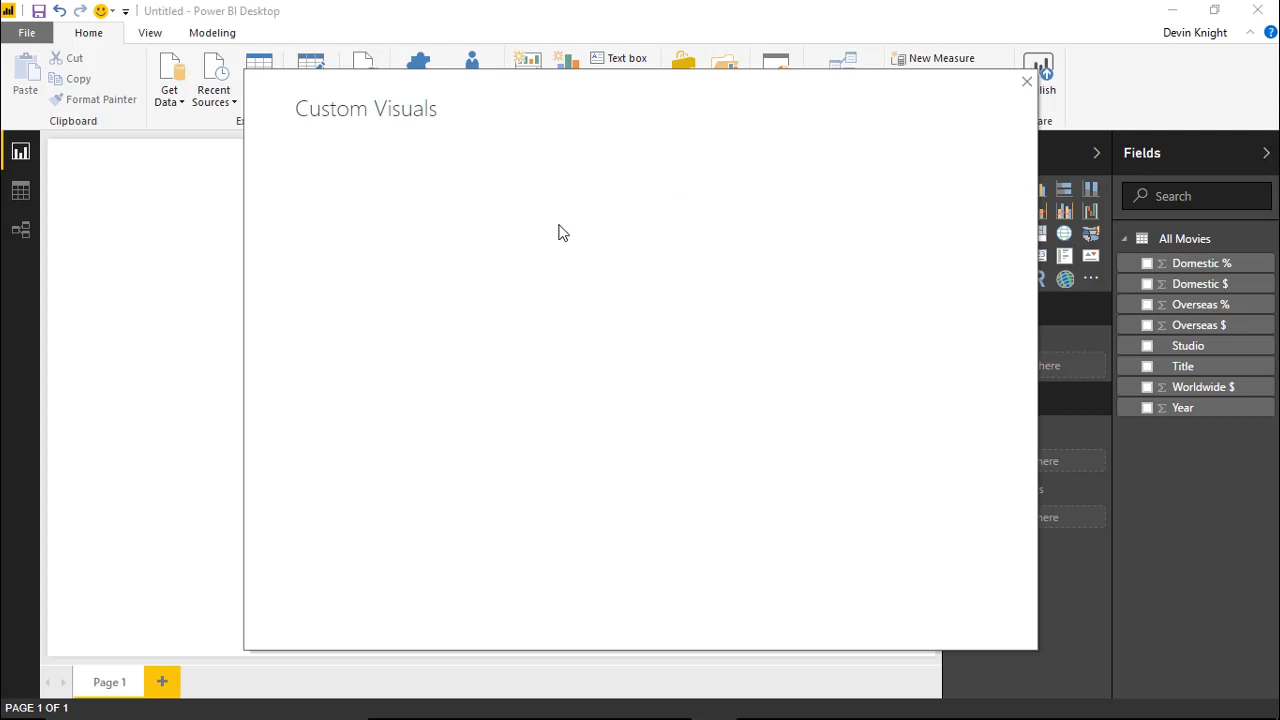 Untitled - Power BI Desktop
File
Home
View
Modeling
Devin Knight
Paste
Cut
Copy
Format Painter
Clipboard
Get
Data
Recent
Sources
Text box
New Measure
Custom Visuals
Fields
Search
All Movies
Domestic %
Domestic $
Overseas %
Overseas $
Studio
Title
Worldwide $
Year
here
here
s
here
Page 1
PAGE 1 OF 1